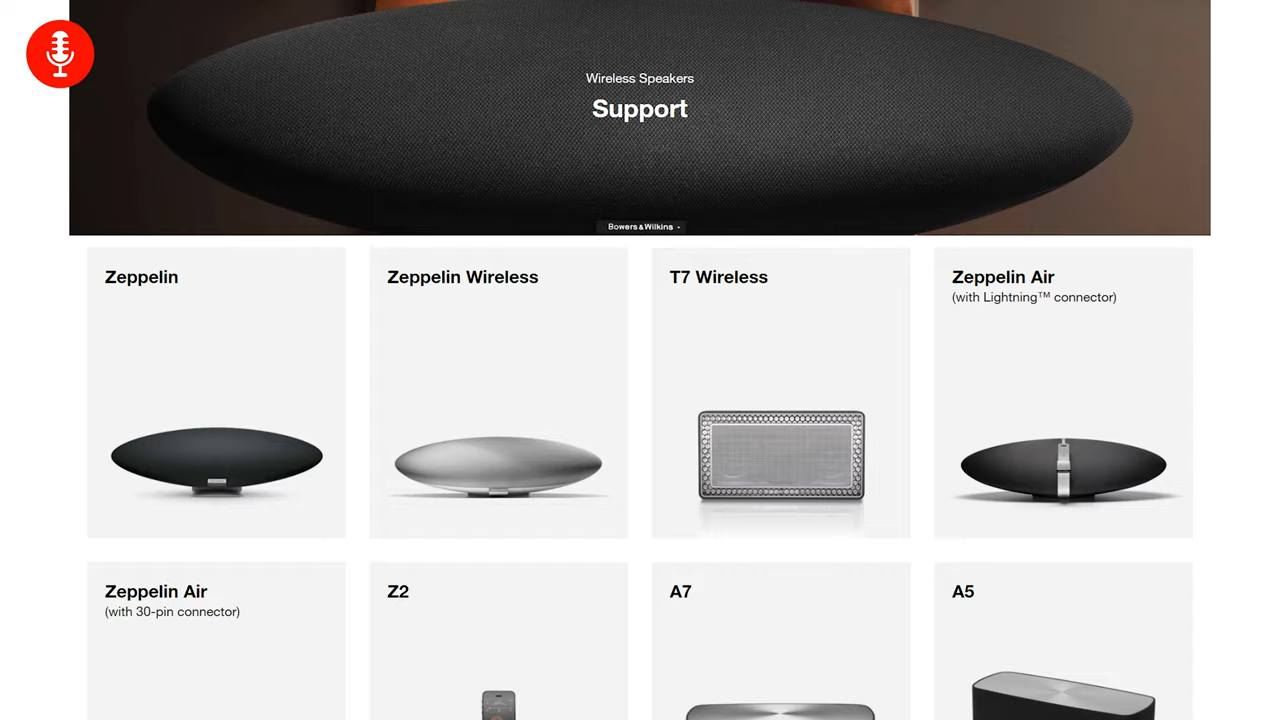 Wireless Speakers
Support
Bowers & Wilkins
Zeppelin
Zeppelin Wireless
T7 Wireless
Zeppelin Air
(with Lightning™ connector)
Zeppelin Air
(with 30-pin connector)
Z2
A7
A5